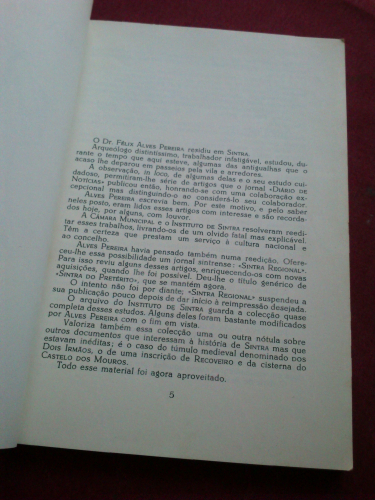 O Dr. Félix Alves Pereira residiu em Sintra.
Arqueólogo distintíssimo, trabalhador infatigável, estudou, du-
rante o tempo que aqui esteve, algumas das antigualhas que o
acaso lhe deparou em passeios pela vila e arredores.
A observação, in loco, de algumas delas e o seu estudo cui-
dadoso, permitiram-lhe série de artigos que o jornal «Diário de
Notícias» publicou então, honrando-se com uma colaboração
excepcional mas distinguindo-o ao considerá-lo seu colaborador.
Alves Pereira escrevia bem. Por este motivo, e pelo saber
neles posto, eram lidos esses artigos com interesse e são recorda-
dos hoje, por alguns, com louvor.
A Câmara Municipal e o Instituto de Sintra resolveram reedi-
tar esses trabalhos, livrando-os de um olvido fatal mas explicável.
Têm a certeza que prestam um serviço à cultura nacional e
ao concelho.
Alves Pereira havia pensado também numa reedição. Ofere-
ceu-lhe essa possibilidade um jornal sintrense: «Sintra Regional».
Para isso reviu alguns desses artigos, enriquecendo-os com novas
aquisições, quando lhe foi possível. Deu-lhe o título genérico de
«Sintra do Pretérito», que se mantém agora.
O intento não foi por diante; «Sintra Regional» suspendeu a
sua publicação pouco depois de dar início à reimpressão desejada.
O arquivo do Instituto de Sintra guarda a colecção quase
completa desses estudos. Alguns foram bastante modificados
por Alves Pereira com o fim em vista.
Valoriza também esta colecção uma ou outra nótula sobre
outros documentos que interessam à história de Sintra mas que
estavam inéditas; é o caso do túmulo medieval denominado dos
Dois Irmãos, o de uma inscrição de Recoveiro e da cisterna do
Castelo dos Mouros.
Todo esse material foi agora aproveitado.
5